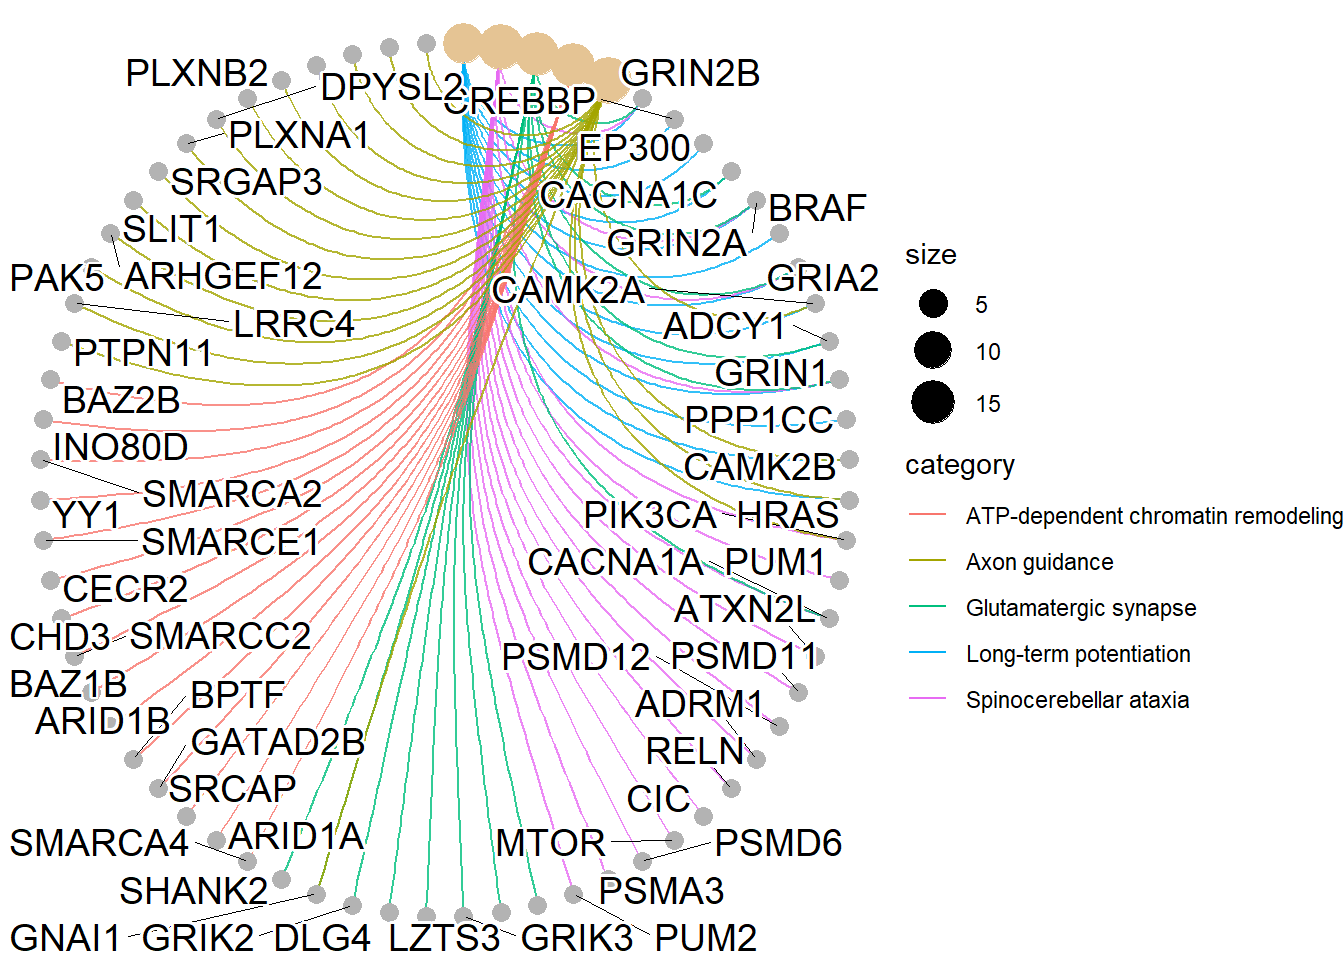 PLXNB2
DPYSL2
CREBBP
GRIN2B
PLXNA1
EP300
SRGAP3
CACNA1C
BRAF
SLIT1
GRIN2A
PAK5
ARHGEF12
CAMK2A
GRIA2
LRRC4
ADCY1
PTPN11
GRIN1
BAZ2B
PPP1CC
INO80D
CAMK2B
SMARCA2
YY1
PIK3CA
HRAS
SMARCE1
CACNA1A
PUM1
CECR2
ATXN2L
CHD3
SMARCC2
PSMD12
PSMD11
BAZ1B
BPTF
ADRM1
ARID1B
GATAD2B
RELN
SRCAP
CIC
SMARCA4
ARID1A
MTOR
PSMD6
SHANK2
PSMA3
GNAI1
GRIK2
DLG4
LZTS3
GRIK3
PUM2
size
5
10
15
category
ATP-dependent chromatin remodeling
Axon guidance
Glutamatergic synapse
Long-term potentiation
Spinocerebellar ataxia